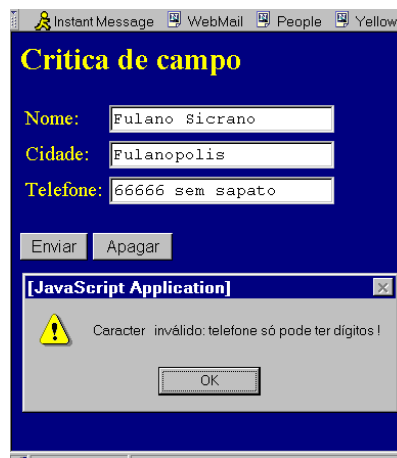 Instant Message WebMail People Yellow
Critica de campo
Nome: Fulano Sicrano
Cidade: Fulanopolis
Telefone: 66666 sem sapato
Enviar Apagar
[JavaScript Application]
Caracter inválido: telefone só pode ter dígitos !
OK